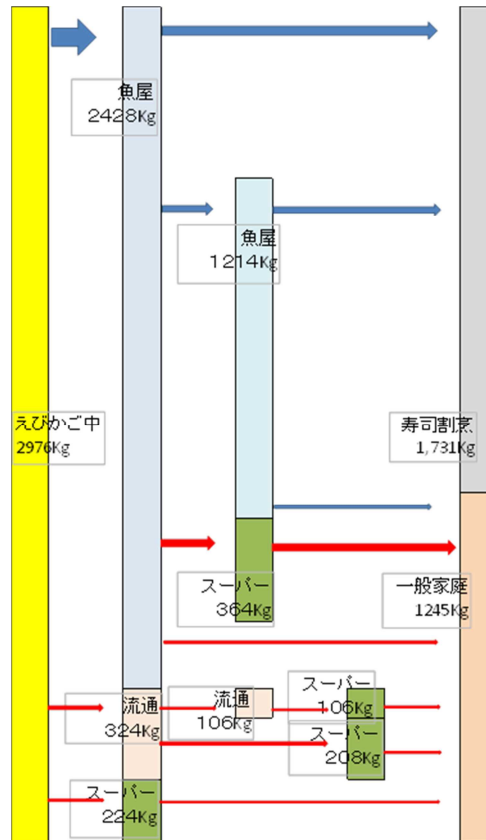 魚屋
2428Kg
魚屋
1214Kg
えびかご中
2976Kg
寿司割烹
1,731Kg
スーパー
364Kg
一般家庭
1245Kg
流通
324Kg
流通
106Kg
スーパー
106Kg
スーパー
208Kg
スーパー
224Kg